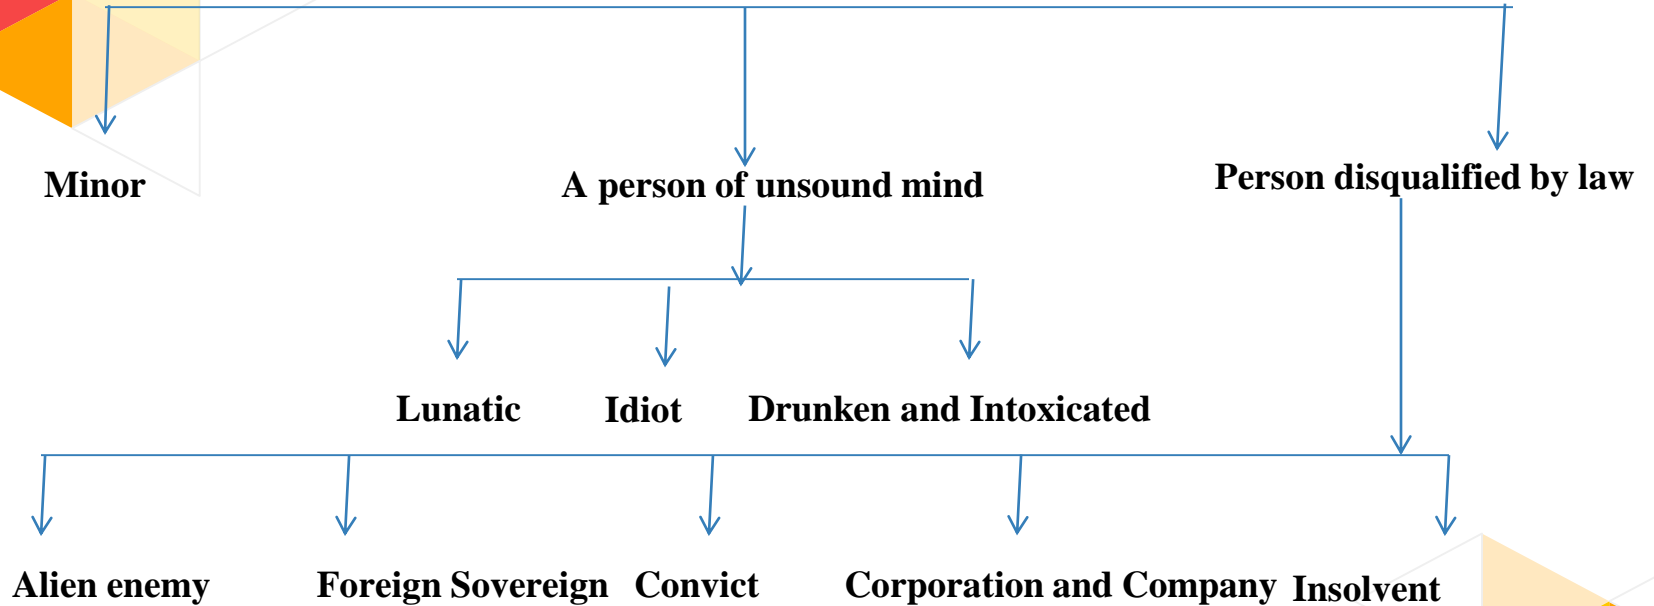 Minor
A person of unsound mind
Person disqualified by law
Lunatic
Idiot
Drunken and Intoxicated
Alien enemy
Foreign Sovereign
Convict
Corporation and Company
Insolvent